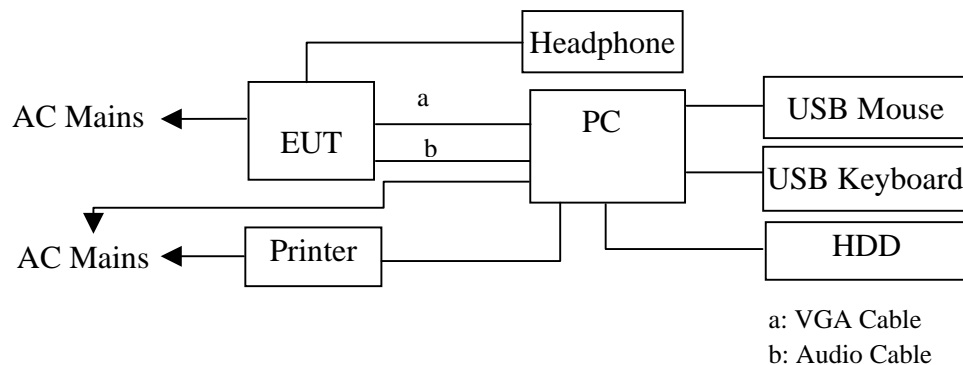 Headphone
AC Mains
EUT
a
b
PC
USB Mouse
USB Keyboard
HDD
AC Mains
Printer
a: VGA Cable
b: Audio Cable